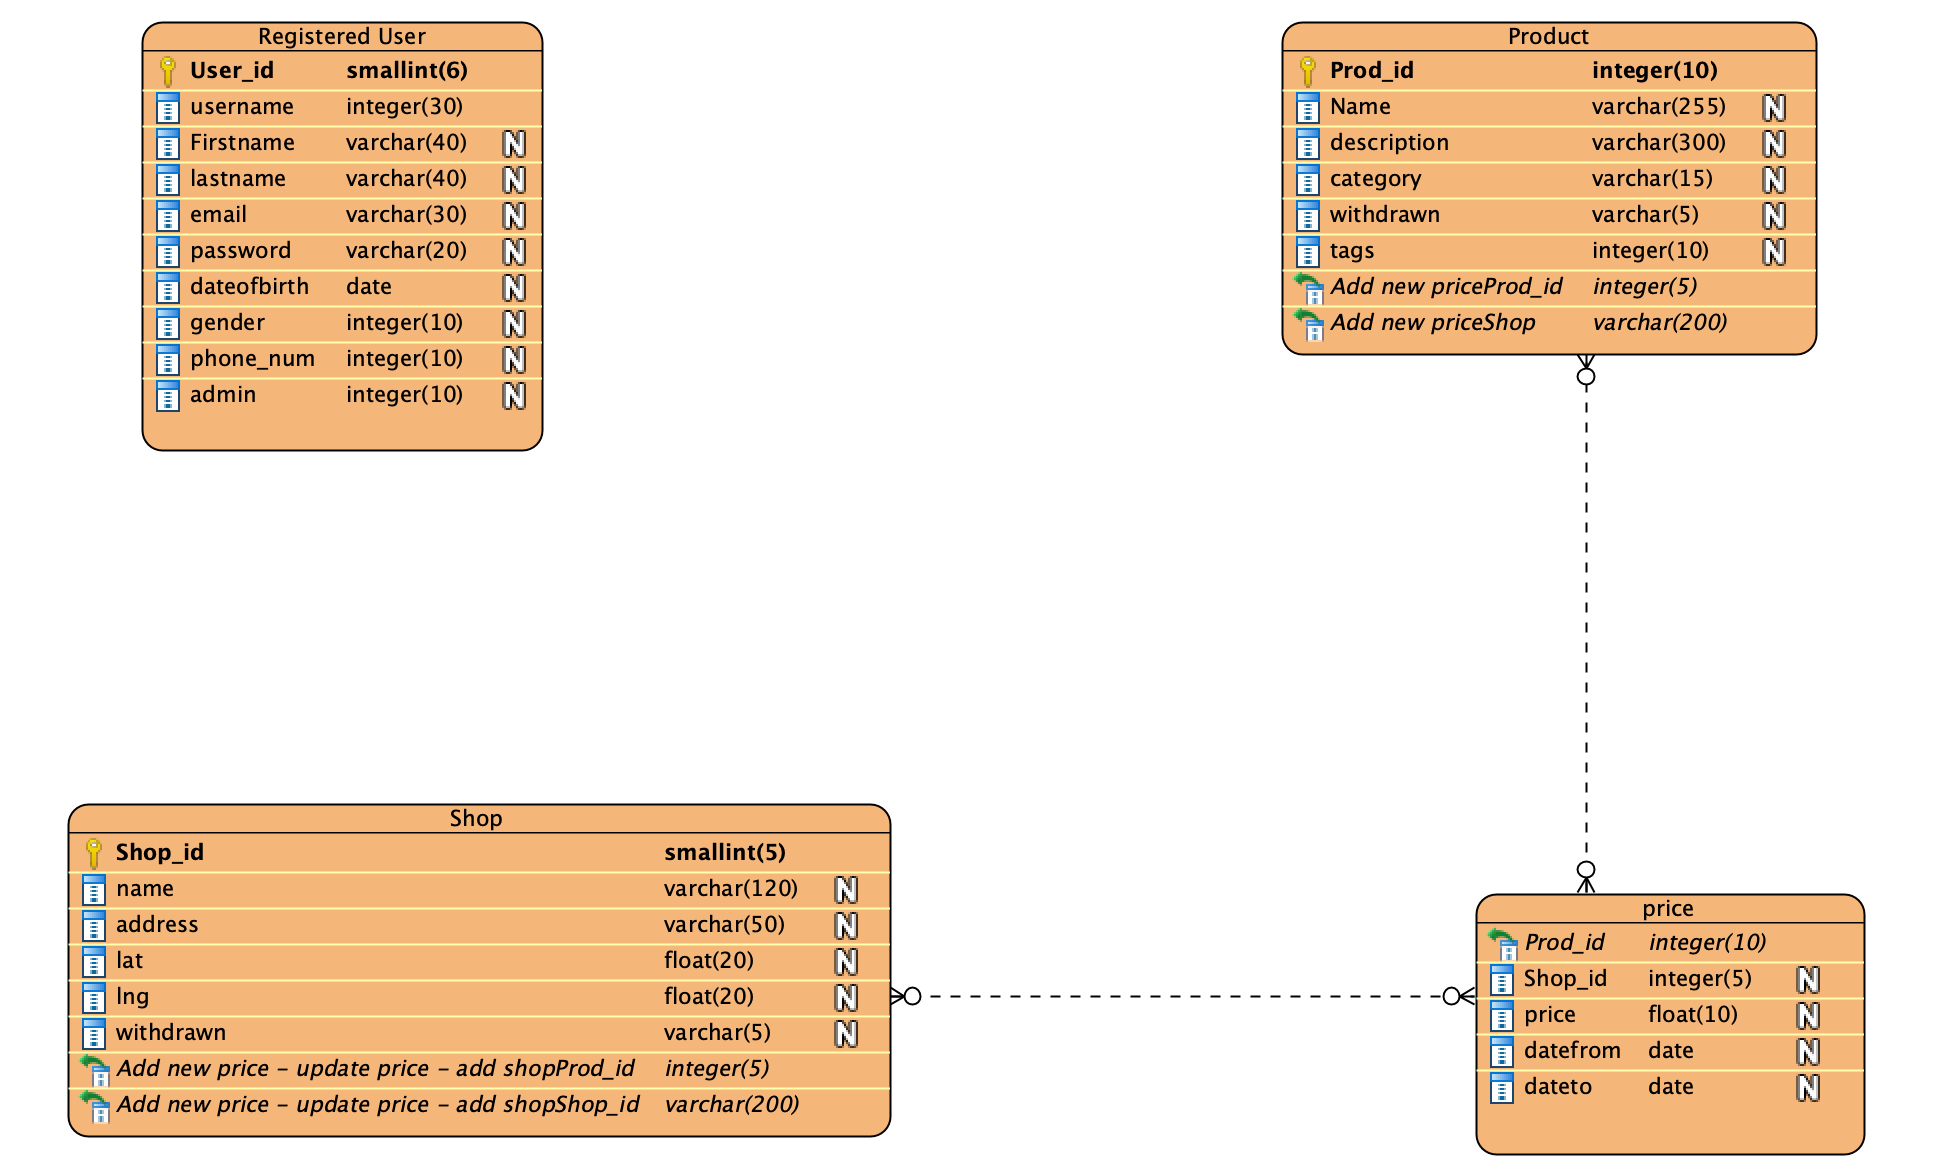 Registered User
User_id smallint(6)
username integer(30)
Firstname varchar(40) N
lastname varchar(40) N
email varchar(30) N
password varchar(20) N
dateofbirth date N
gender integer(10) N
phone_num integer(10) N
admin integer(10) N
Product
Prod_id integer(10)
Name varchar(255) N
description varchar(300) N
category varchar(15) N
withdrawn varchar(5) N
tags integer(10) N
Add new priceProd_id integer(5)
Add new priceShop varchar(200)
Shop
Shop_id smallint(5)
name varchar(120) N
address varchar(50) N
lat float(20) N
lng float(20) N
withdrawn varchar(5) N
Add new price – update price – add shopProd_id integer(5)
Add new price – update price – add shopShop_id varchar(200)
price
Prod_id integer(10)
Shop_id integer(5) N
price float(10) N
datefrom date N
dateto date N